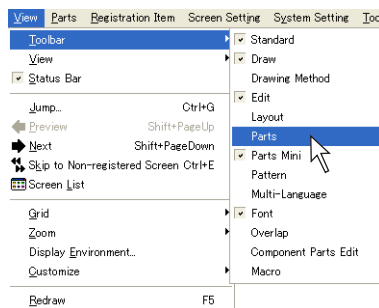 View Parts Registration Item Screen Setting System Setting Too
Toolbar
View
Status Bar
Jump... Ctrl+G
Preview Shift+PageUp
Next Shift+PageDown
Skip to Non-registered Screen Ctrl+E
Screen List
Grid
Zoom
Display Environment...
Customize
Redraw F5
Standard
Draw
Drawing Method
Edit
Layout
Parts
Parts Mini
Pattern
Multi-Language
Font
Overlap
Component Parts Edit
Macro